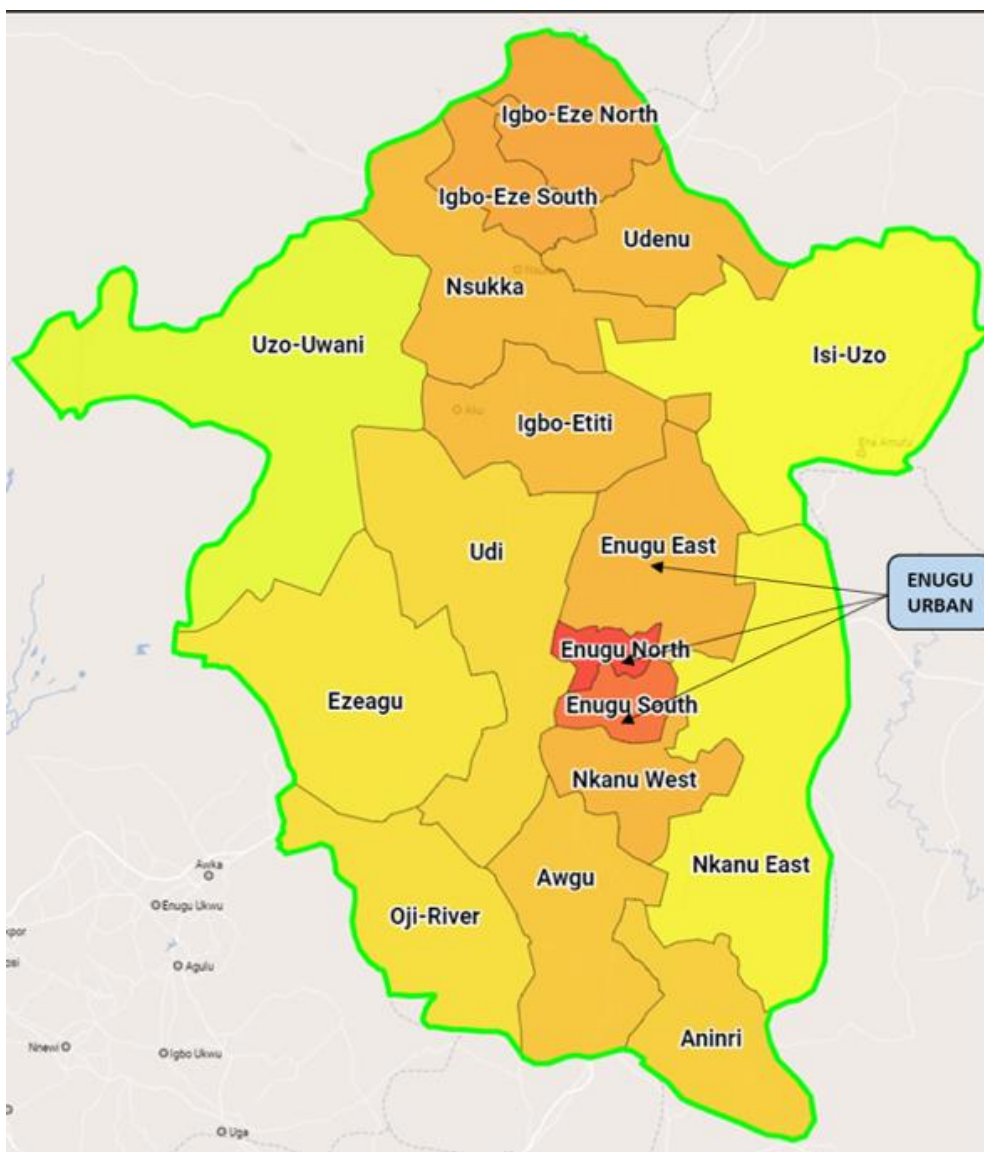 Igbo-Eze North
Igbo-Eze South
Udenu
Nsukka
Uzo-Uwani
Isi-Uzo
Igbo-Etiti
Udi
Enugu East
ENUGU
URBAN
Enugu North
Enugu South
Ezeagu
Nkanu West
Awgu
Nkanu East
Oji-River
Aninri
Awka
Enugu Ukwu
Agulu
Nnewi
Igbo Ukwu
Uga
Aku